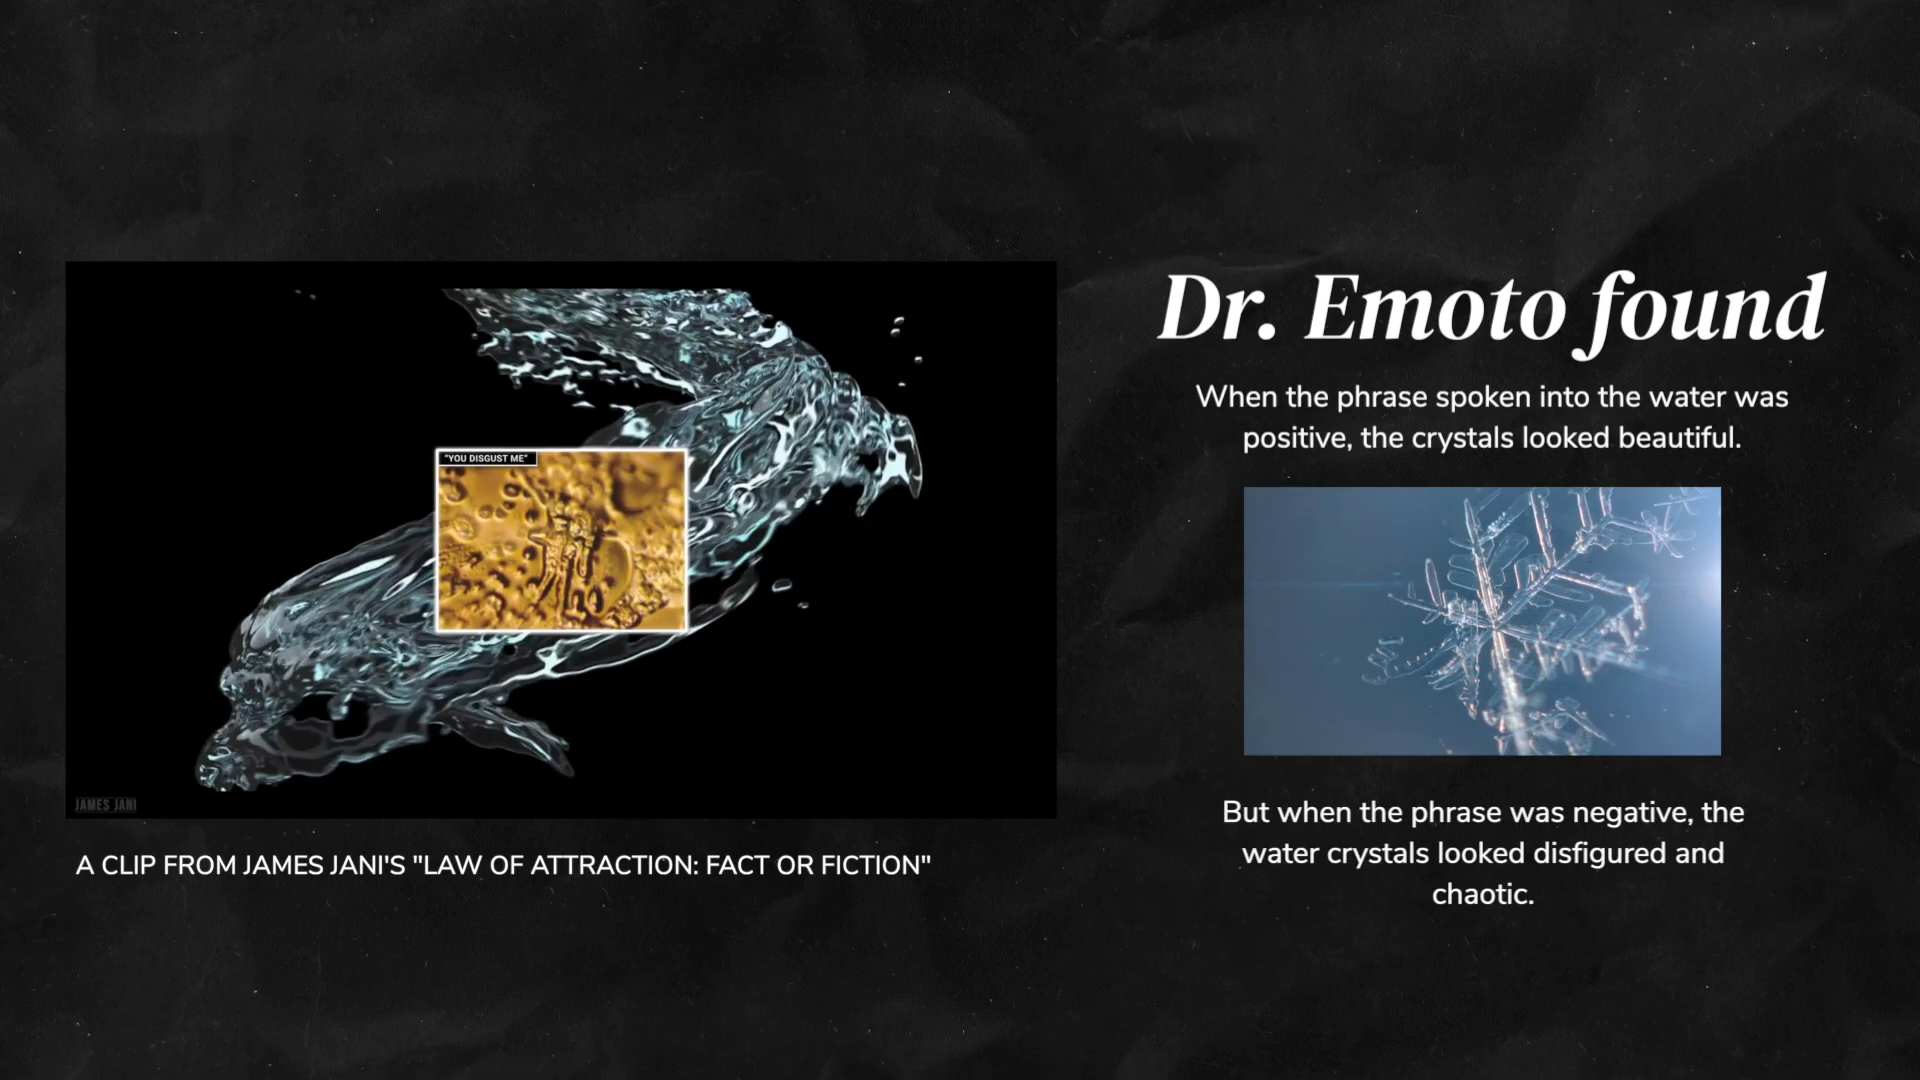 "YOU DISGUST ME"
JAMES JANI
A CLIP FROM JAMES JANI'S "LAW OF ATTRACTION: FACT OR FICTION"
Dr. Emoto found
When the phrase spoken into the water was
positive, the crystals looked beautiful.
But when the phrase was negative, the
water crystals looked disfigured and
chaotic.